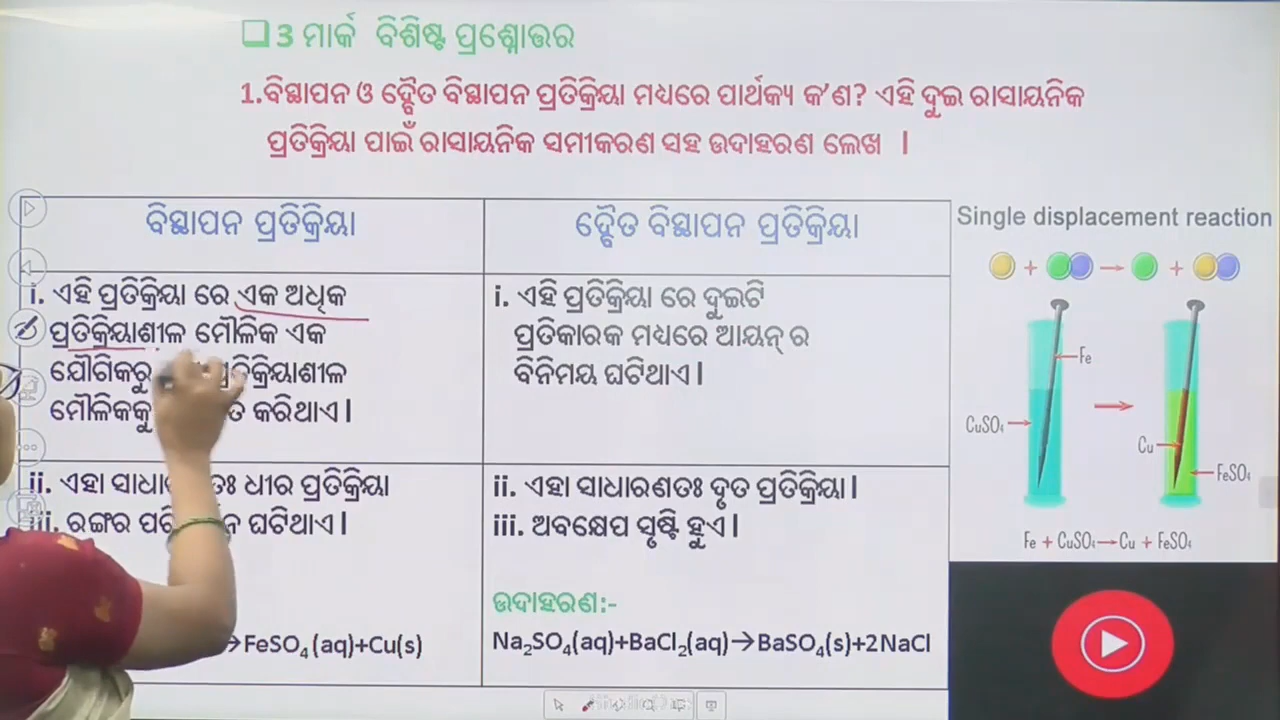 ❑ 3 ମାର୍କ ବିଶିଷ୍ଟ ପ୍ରଶ୍ନୋତ୍ତର
1.ବିସ୍ଥାପନ ଓ ଦ୍ବୈତ ବିସ୍ଥାପନ ପ୍ରତିକ୍ରିୟା ମଧ୍ୟରେ ପାର୍ଥକ୍ୟ କ'ଣ? ଏହି ଦୁଇ ରାସାୟନିକ
ପ୍ରତିକ୍ରିୟା ପାଇଁ ରାସାୟନିକ ସମୀକରଣ ସହ ଉଦାହରଣ ଲେଖ ।
ବିସ୍ଥାପନ ପ୍ରତିକ୍ରିୟା
i. ଏହି ପ୍ରତିକ୍ରିୟା ରେ ଏକ ଅଧିକ
ପ୍ରତିକ୍ରିୟାଶୀଳ ମୌଳିକ ଏକ
ଯୌଗିକରୁ ପ୍ରତିକ୍ରିୟାଶୀଳ
ମୌଳିକକୁ କରିଥାଏ ।
ii. ଏହା ଧୀର ପ୍ରତିକ୍ରିୟା
ରଙ୍ଗର ଘଟିଥାଏ ।
→FeSO₄(aq)+Cu(s)
ଦ୍ବୈତ ବିସ୍ଥାପନ ପ୍ରତିକ୍ରିୟା
i. ଏହି ପ୍ରତିକ୍ରିୟା ରେ ଦୁଇଟି
ପ୍ରତିକାରକ ମଧ୍ୟରେ ଆୟନ୍ ର
ବିନିମୟ ଘଟିଥାଏ ।
ii. ଏହା ସାଧାରଣତଃ ଦୃତ ପ୍ରତିକ୍ରିୟା ।
iii. ଅବକ୍ଷେପ ସୃଷ୍ଟି ହୁଏ ।
ଉଦାହରଣ:-
Na₂SO₄(aq)+BaCl₂(aq)→BaSO₄(s)+2NaCl
Single displacement reaction
Fe
CuSO₄
Cu
FeSO₄
Fe + CuSO₄→Cu + FeSO₄